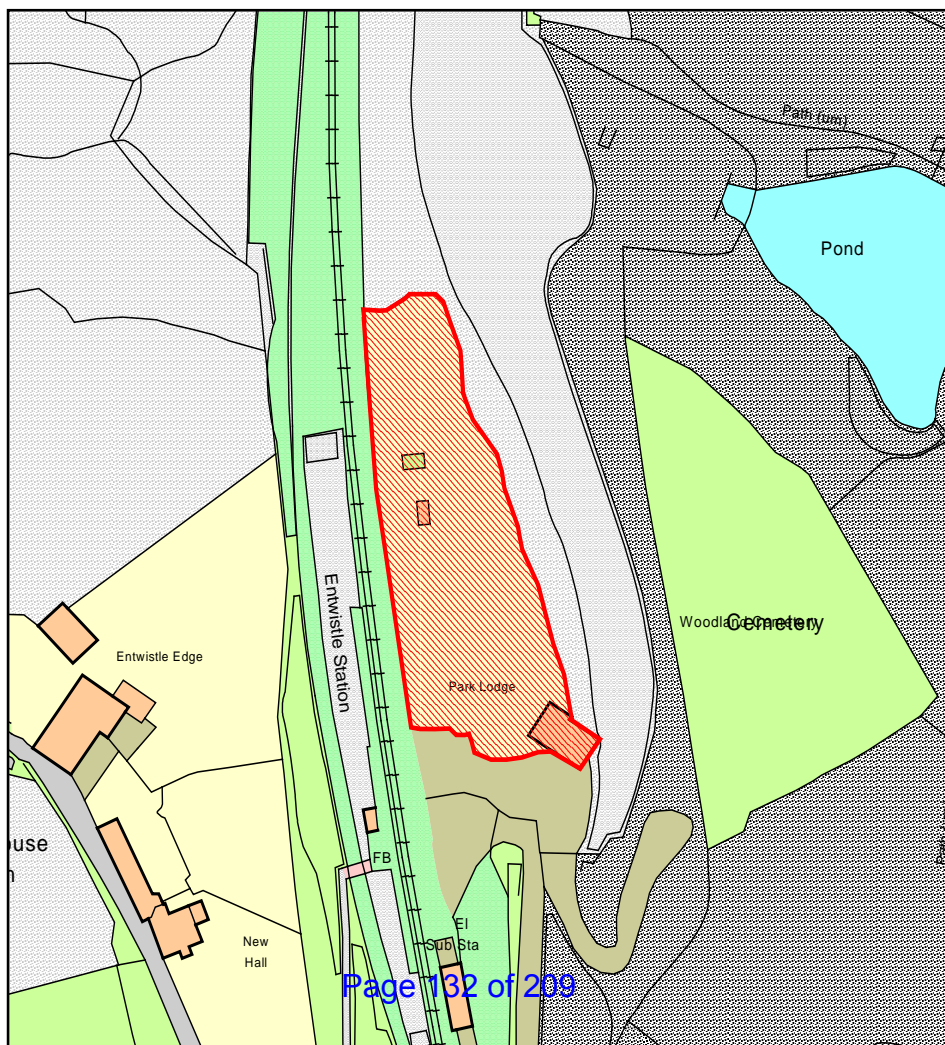 Path (um)
Pond
Entwistle Station
Woodland Cemetery
Cemetery
Entwistle Edge
Park Lodge
FB
El
Sub Sta
New
Hall
Page 132 of 209